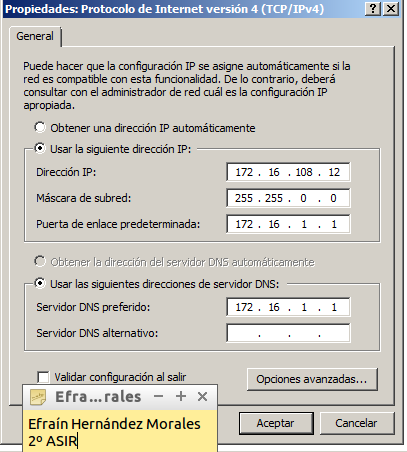 Propiedades: Protocolo de Internet versión 4 (TCP/IPv4)
General
Puede hacer que la configuración IP se asigne automáticamente si la
red es compatible con esta funcionalidad. De lo contrario, deberá
consultar con el administrador de red cuál es la configuración IP
apropiada.
Obtener una dirección IP automáticamente
Usar la siguiente dirección IP:
Dirección IP: 172 . 16 . 108 . 12
Máscara de subred: 255 . 255 . 0 . 0
Puerta de enlace predeterminada: 172 . 16 . 1 . 1
Obtener la dirección del servidor DNS automáticamente
Usar las siguientes direcciones de servidor DNS:
Servidor DNS preferido: 172 . 16 . 1 . 1
Servidor DNS alternativo: . . .
Validar configuración al salir
Opciones avanzadas...
Efra...rales
Efraín Hernández Morales
2º ASIR
Aceptar Cancelar